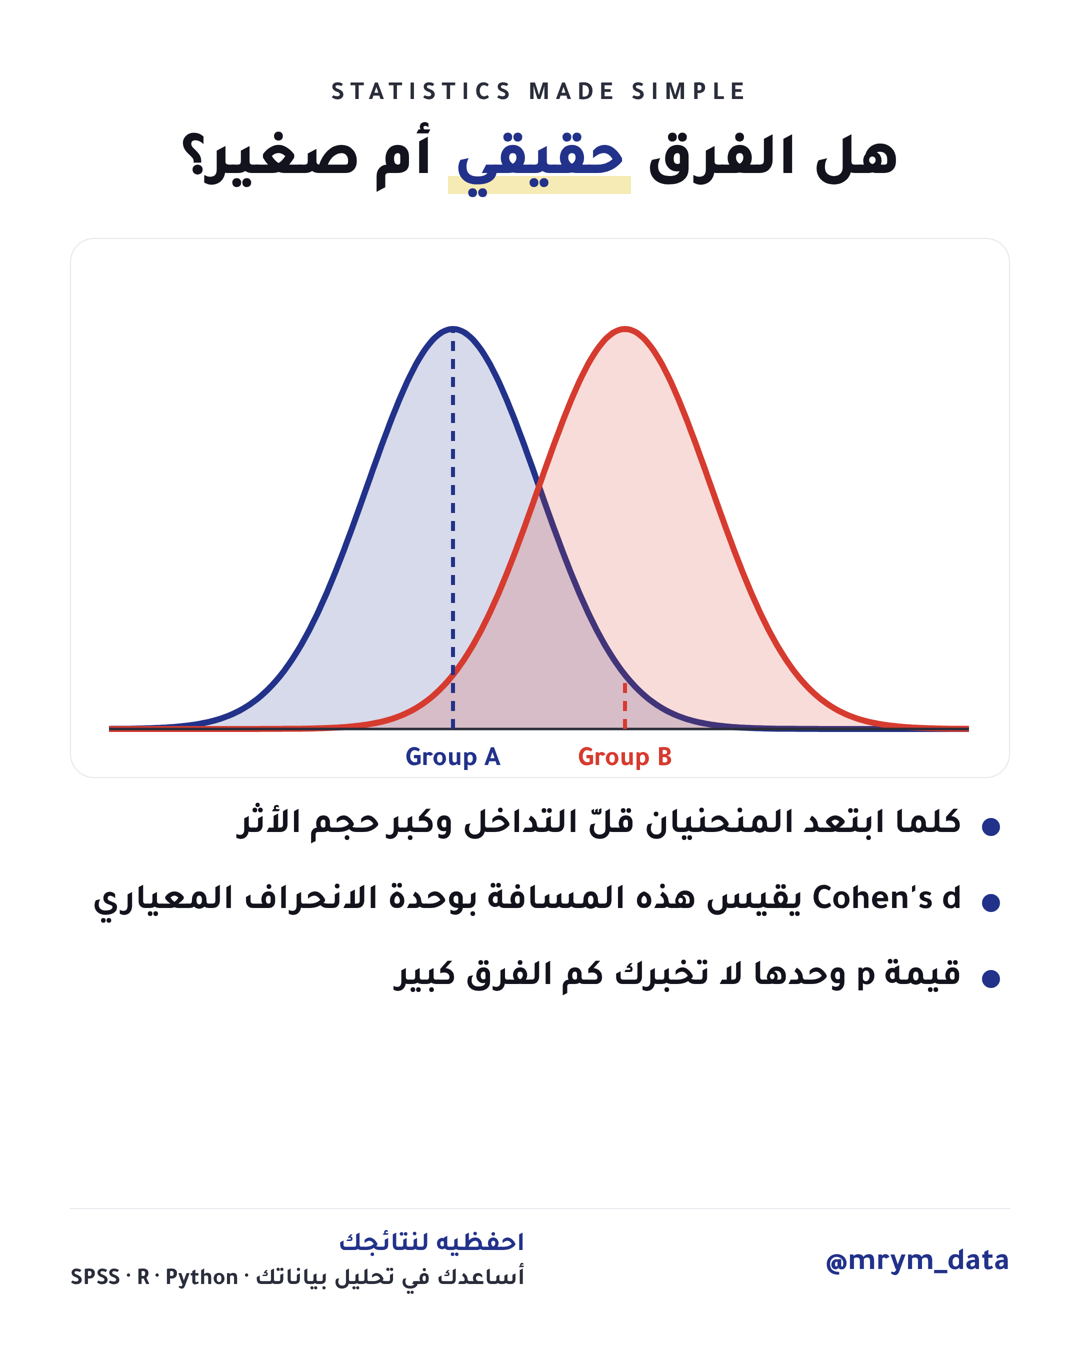 STATISTICS MADE SIMPLE
هل الفرق حقيقي أم صغير؟
Group A
Group B
كلما ابتعد المنحنيان قلّ التداخل وكبر حجم الأثر
Cohen's d يقيس هذه المسافة بوحدة الانحراف المعياري
قيمة p وحدها لا تخبرك كم الفرق كبير
احفظيه لنتائجك
أساعدك في تحليل بياناتك · SPSS · R · Python
@mrym_data